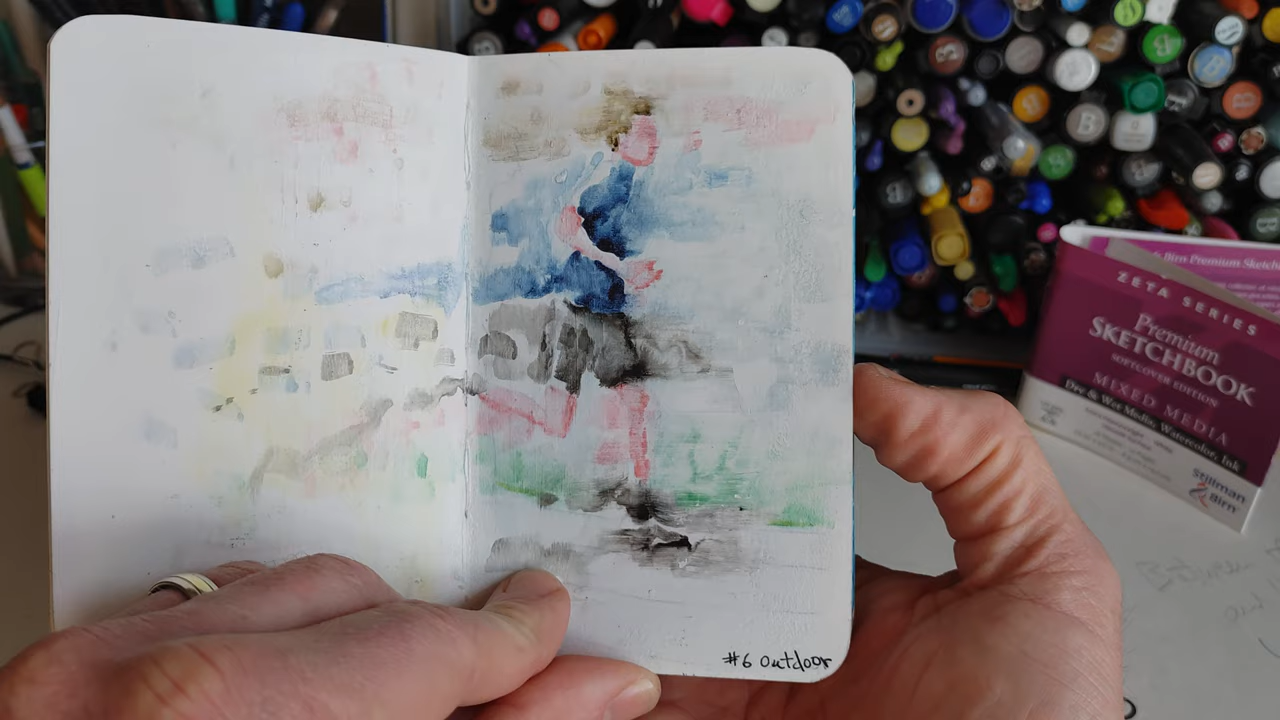 #6 Outdoor
ZETA SERIES
Premium
SKETCHBOOK
SOFTCOVER EDITION
MIXED MEDIA
Dry & Wet Media, Watercolor, Ink
Stillman
& Birn